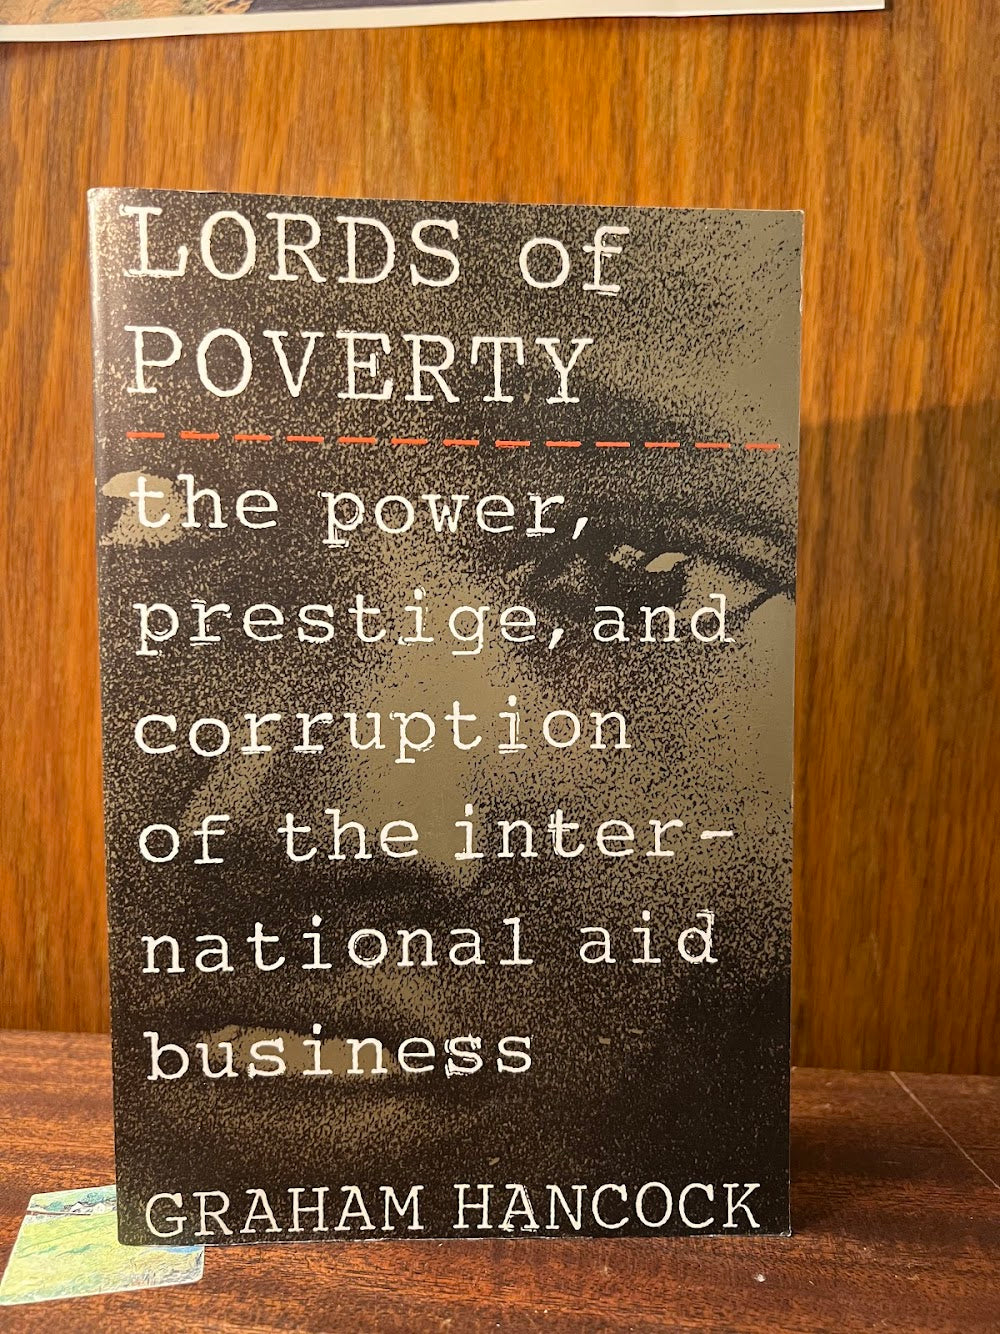 LORDS of
POVERTY
the power,
prestige, and
corruption
of the inter-
national aid
business
GRAHAM HANCOCK